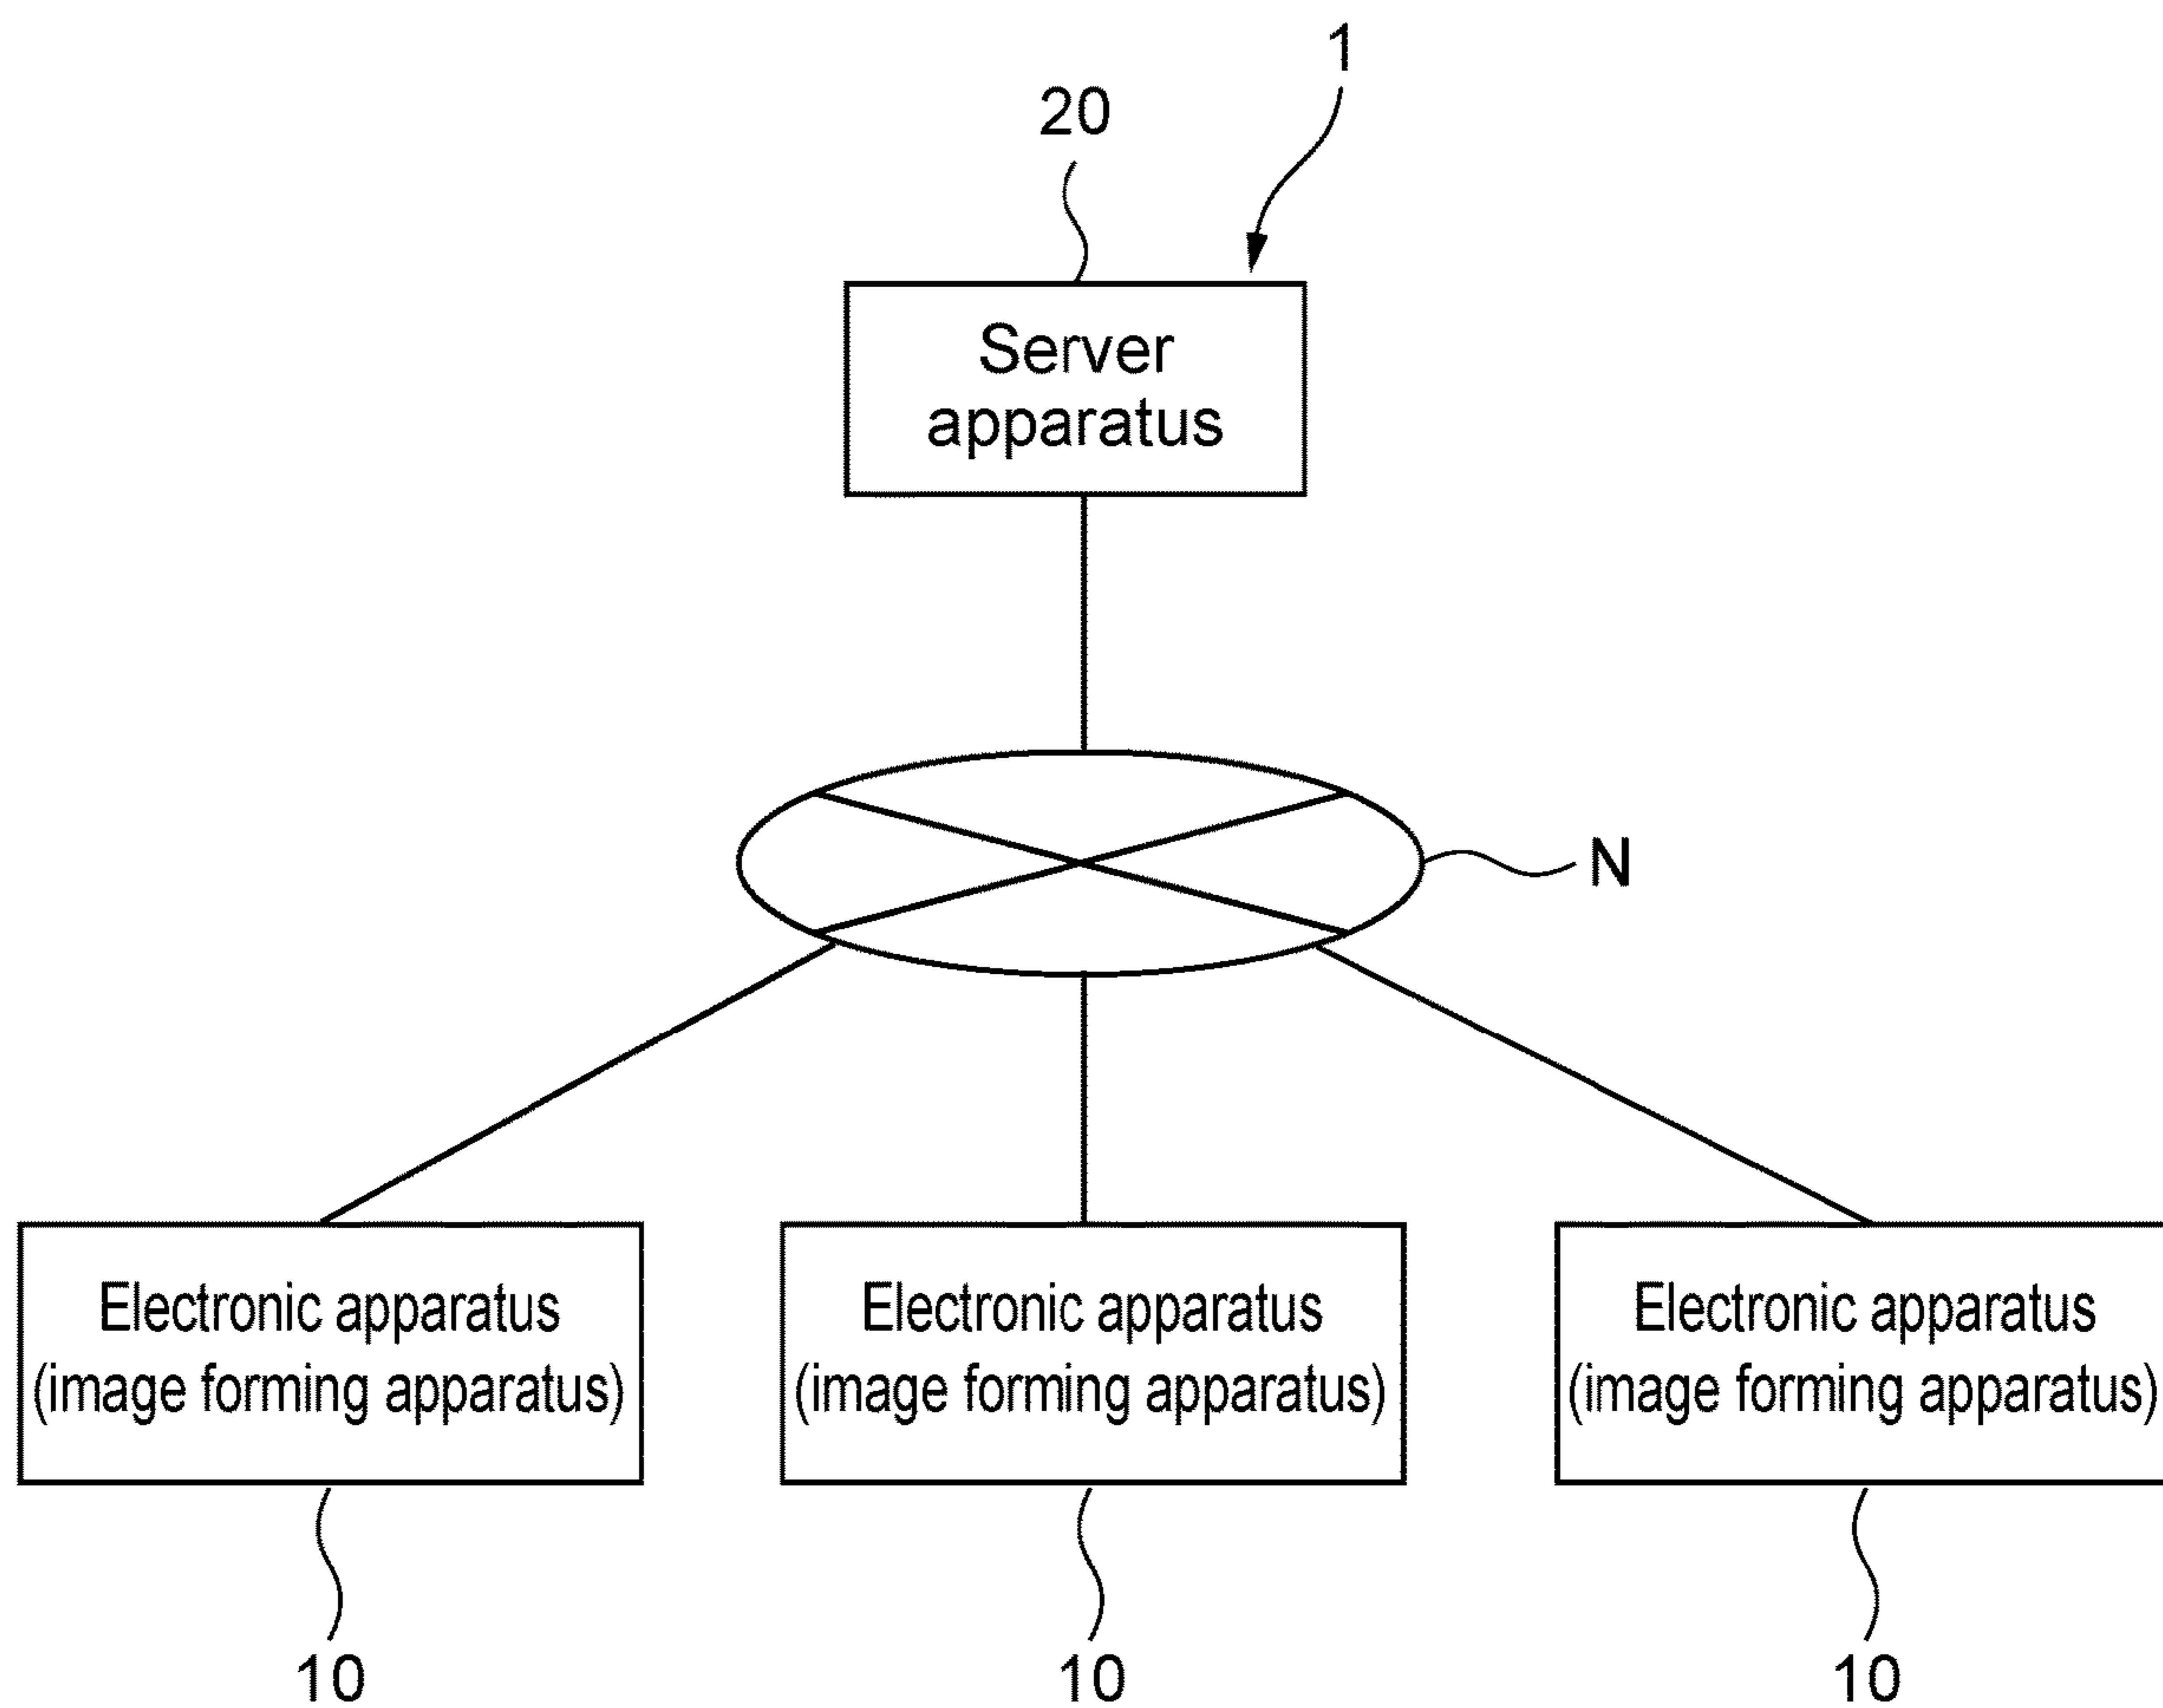 1
20
Server
apparatus
N
Electronic apparatus
(image forming apparatus)
Electronic apparatus
(image forming apparatus)
Electronic apparatus
(image forming apparatus)
10
10
10